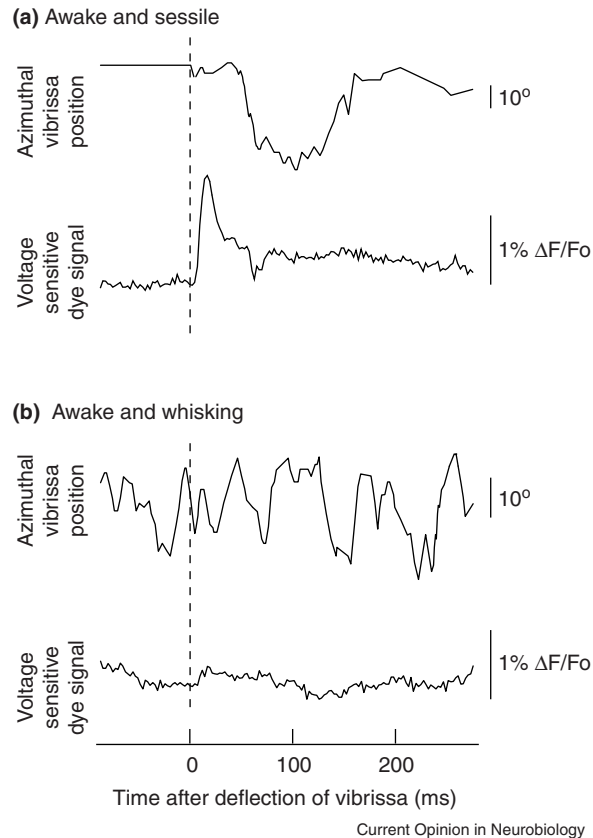 (a) Awake and sessile
Azimuthal
vibrissa
position
10o
Voltage
sensitive
dye signal
1% ΔF/Fo
(b) Awake and whisking
Azimuthal
vibrissa
position
10o
Voltage
sensitive
dye signal
1% ΔF/Fo
0 100 200
Time after deflection of vibrissa (ms)
Current Opinion in Neurobiology